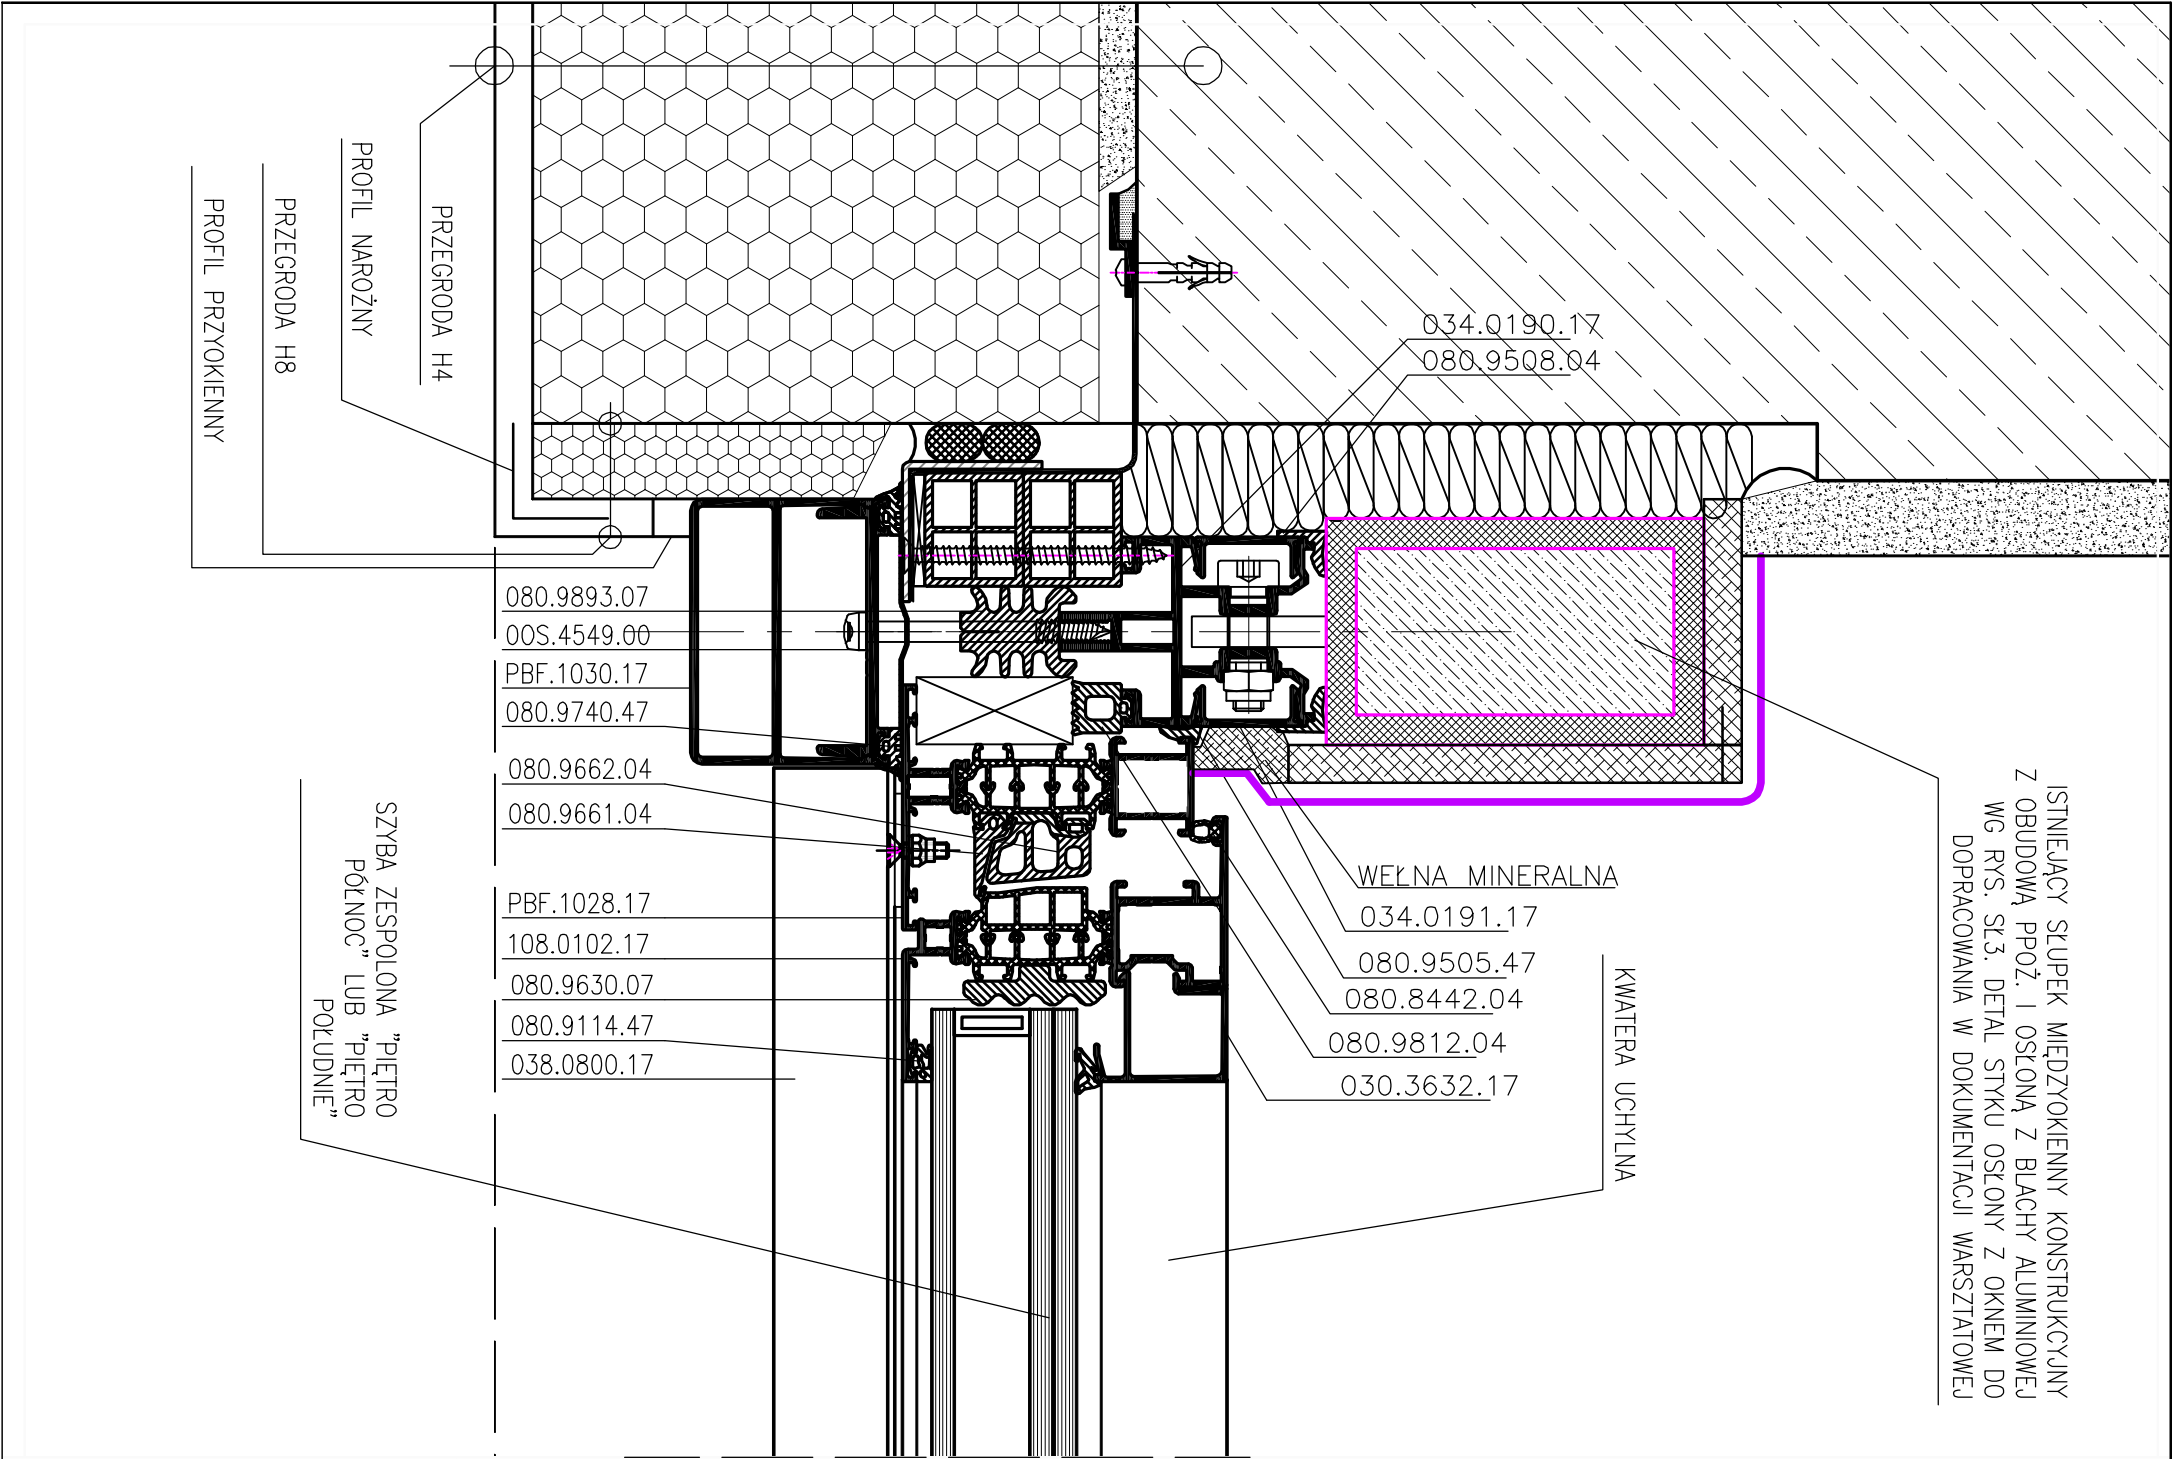 PROFIL PRZYOKIENNY
PRZEGRODA H8
PROFIL NAROŻNY
PRZEGRODA H4
034.0190.17
080.9508.04
080.9893.07
00S.4549.00
PBF.1030.17
080.9740.47
080.9662.04
080.9661.04
PBF.1028.17
108.0102.17
080.9630.07
080.9114.47
038.0800.17
SZYBA ZESPOLONA "PIĘTRO
PÓŁNOC" LUB "PIĘTRO
POŁUDNIE"
WEŁNA MINERALNA
034.0191.17
080.9505.47
080.8442.04
080.9812.04
030.3632.17
KWATERA UCHYLNA
ISTNIEJĄCY SŁUPEK MIĘDZYOKIENNY KONSTRUKCYJNY
Z OBUDOWĄ PPOŻ. I OSŁONĄ Z BLACHY ALUMINIOWEJ
WG RYS. SŁ3. DETAL STYKU OSŁONY Z OKNEM DO
DOPRACOWANIA W DOKUMENTACJI WARSZTATOWEJ